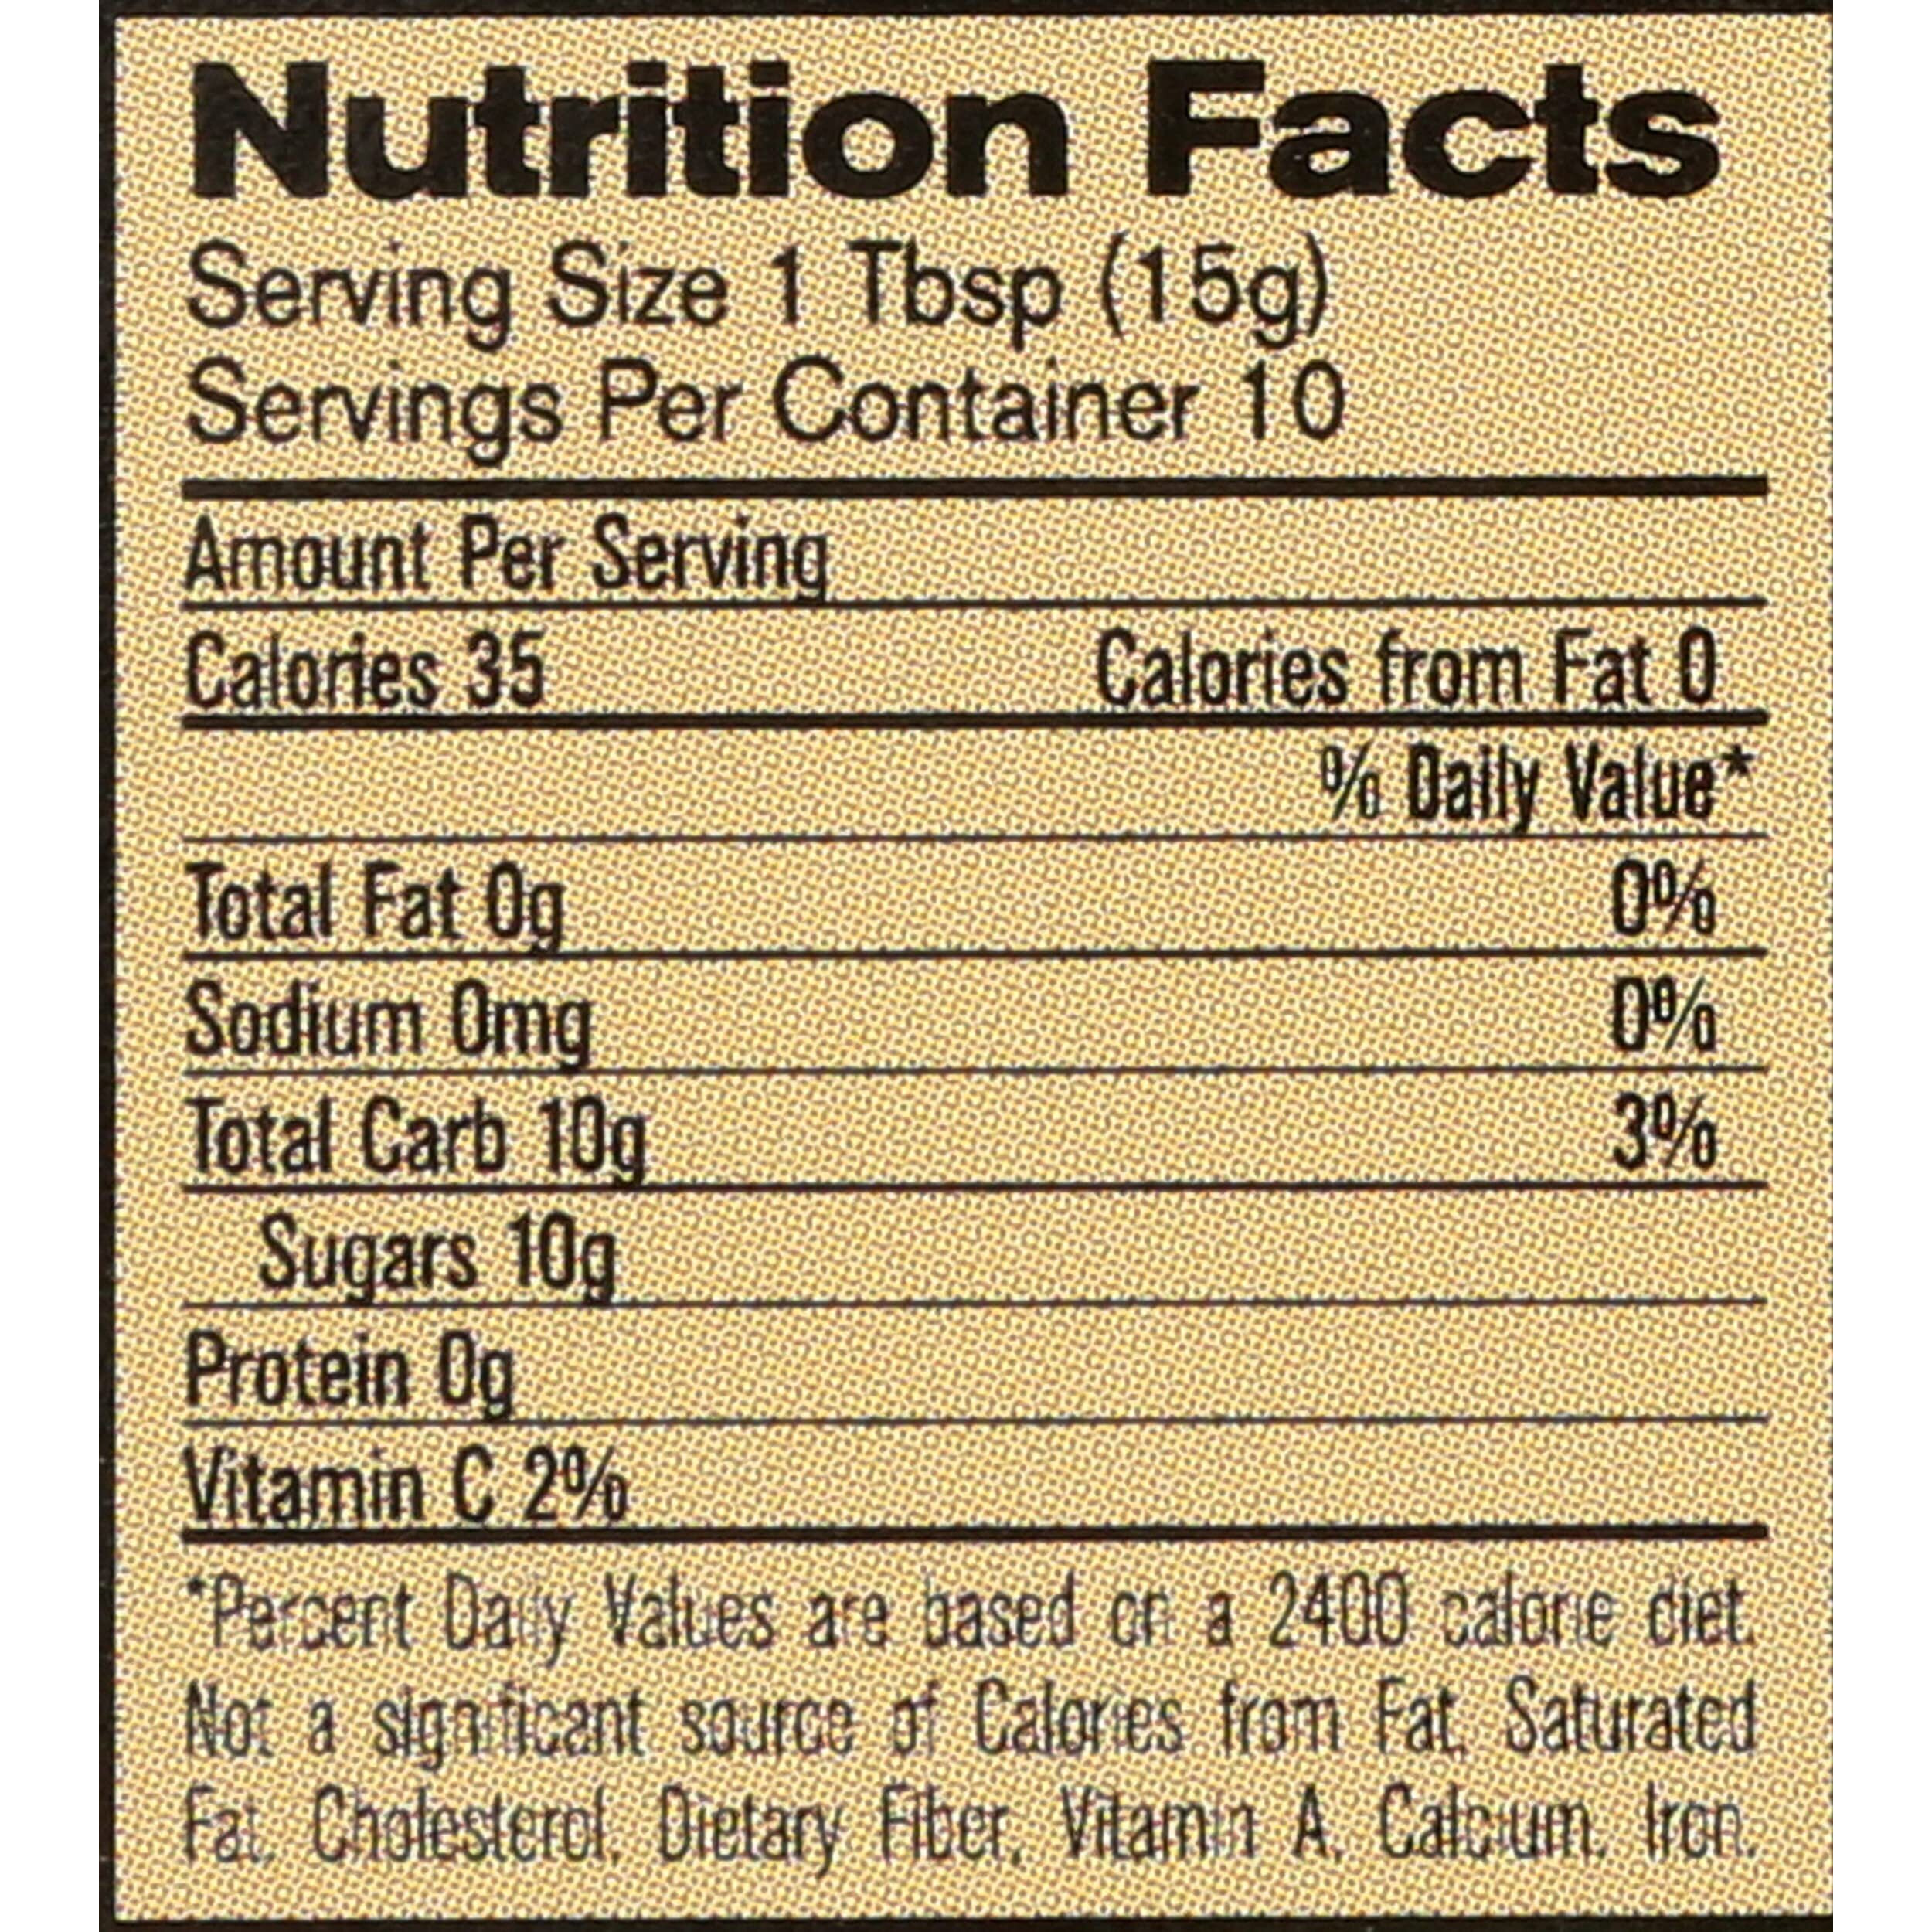 Nutrition Facts
Serving Size 1 Tbsp (15g)
Servings Per Container 10
Amount Per Serving
Calories 35 Calories from Fat 0
% Daily Value*
Total Fat 0g 0%
Sodium 0mg 0%
Total Carb 10g 3%
Sugars 10g
Protein 0g
Vitamin C 2%
*Percent Daily Values are based on a 2400 calorie diet.
Not a significant source of Calories from Fat, Saturated
Fat, Cholesterol, Dietary Fiber, Vitamin A, Calcium, Iron.